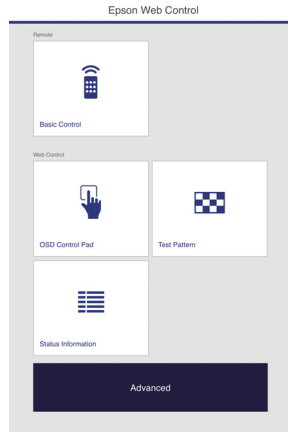 Epson Web Control
Remote
Basic Control
Web Control
OSD Control Pad
Test Pattern
Status Information
Advanced